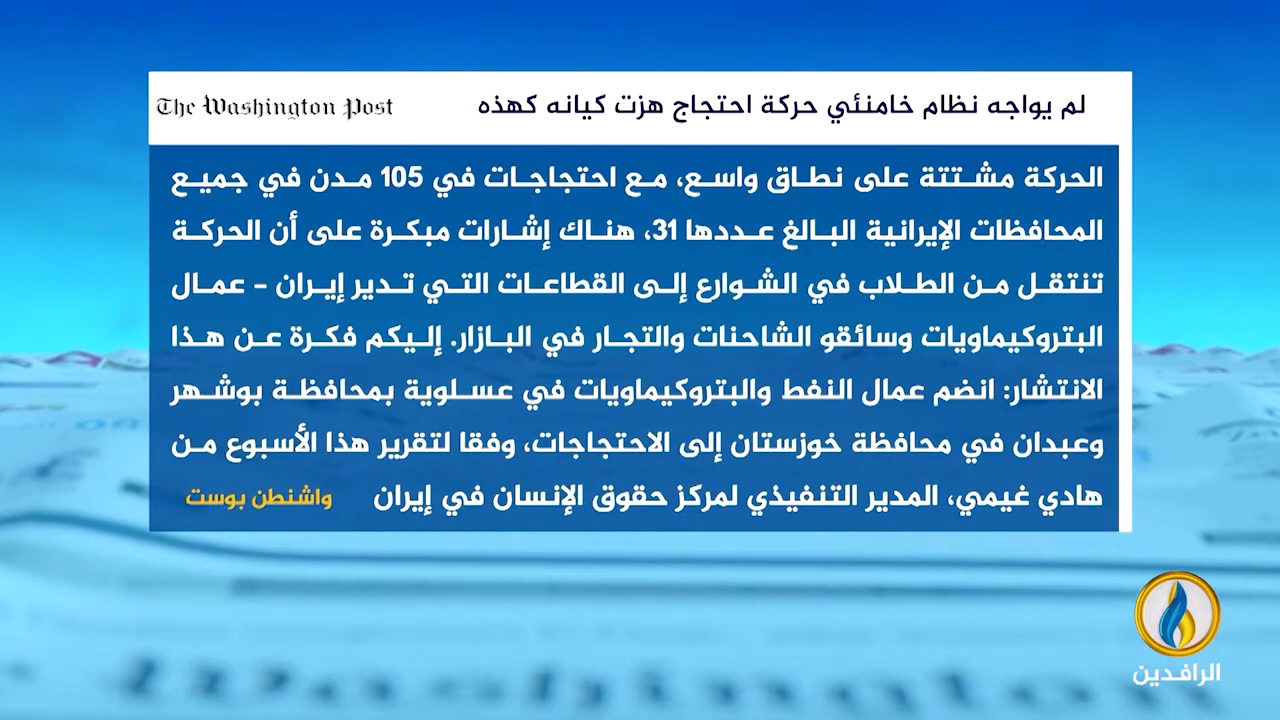 لم يواجه نظام خامنئي حركة احتجاج هزت كيانه كهذه
The Washington Post
الحركة مشتتة على نطاق واسع، مع احتجاجات في 105 مدن في جميع
المحافظات الإيرانية البالغ عددها 31، هناك إشارات مبكرة على أن الحركة
تنتقل من الطلاب في الشوارع إلى القطاعات التي تدير إيران - عمال
البتروكيماويات وسائقو الشاحنات والتجار في البازار. إليكم فكرة عن هذا
الانتشار: انضم عمال النفط والبتروكيماويات في عسلوية بمحافظة بوشهر
وعبدان في محافظة خوزستان إلى الاحتجاجات، وفقا لتقرير هذا الأسبوع من
هادي غيمي، المدير التنفيذي لمركز حقوق الإنسان في إيران
واشنطن بوست
الرافدين